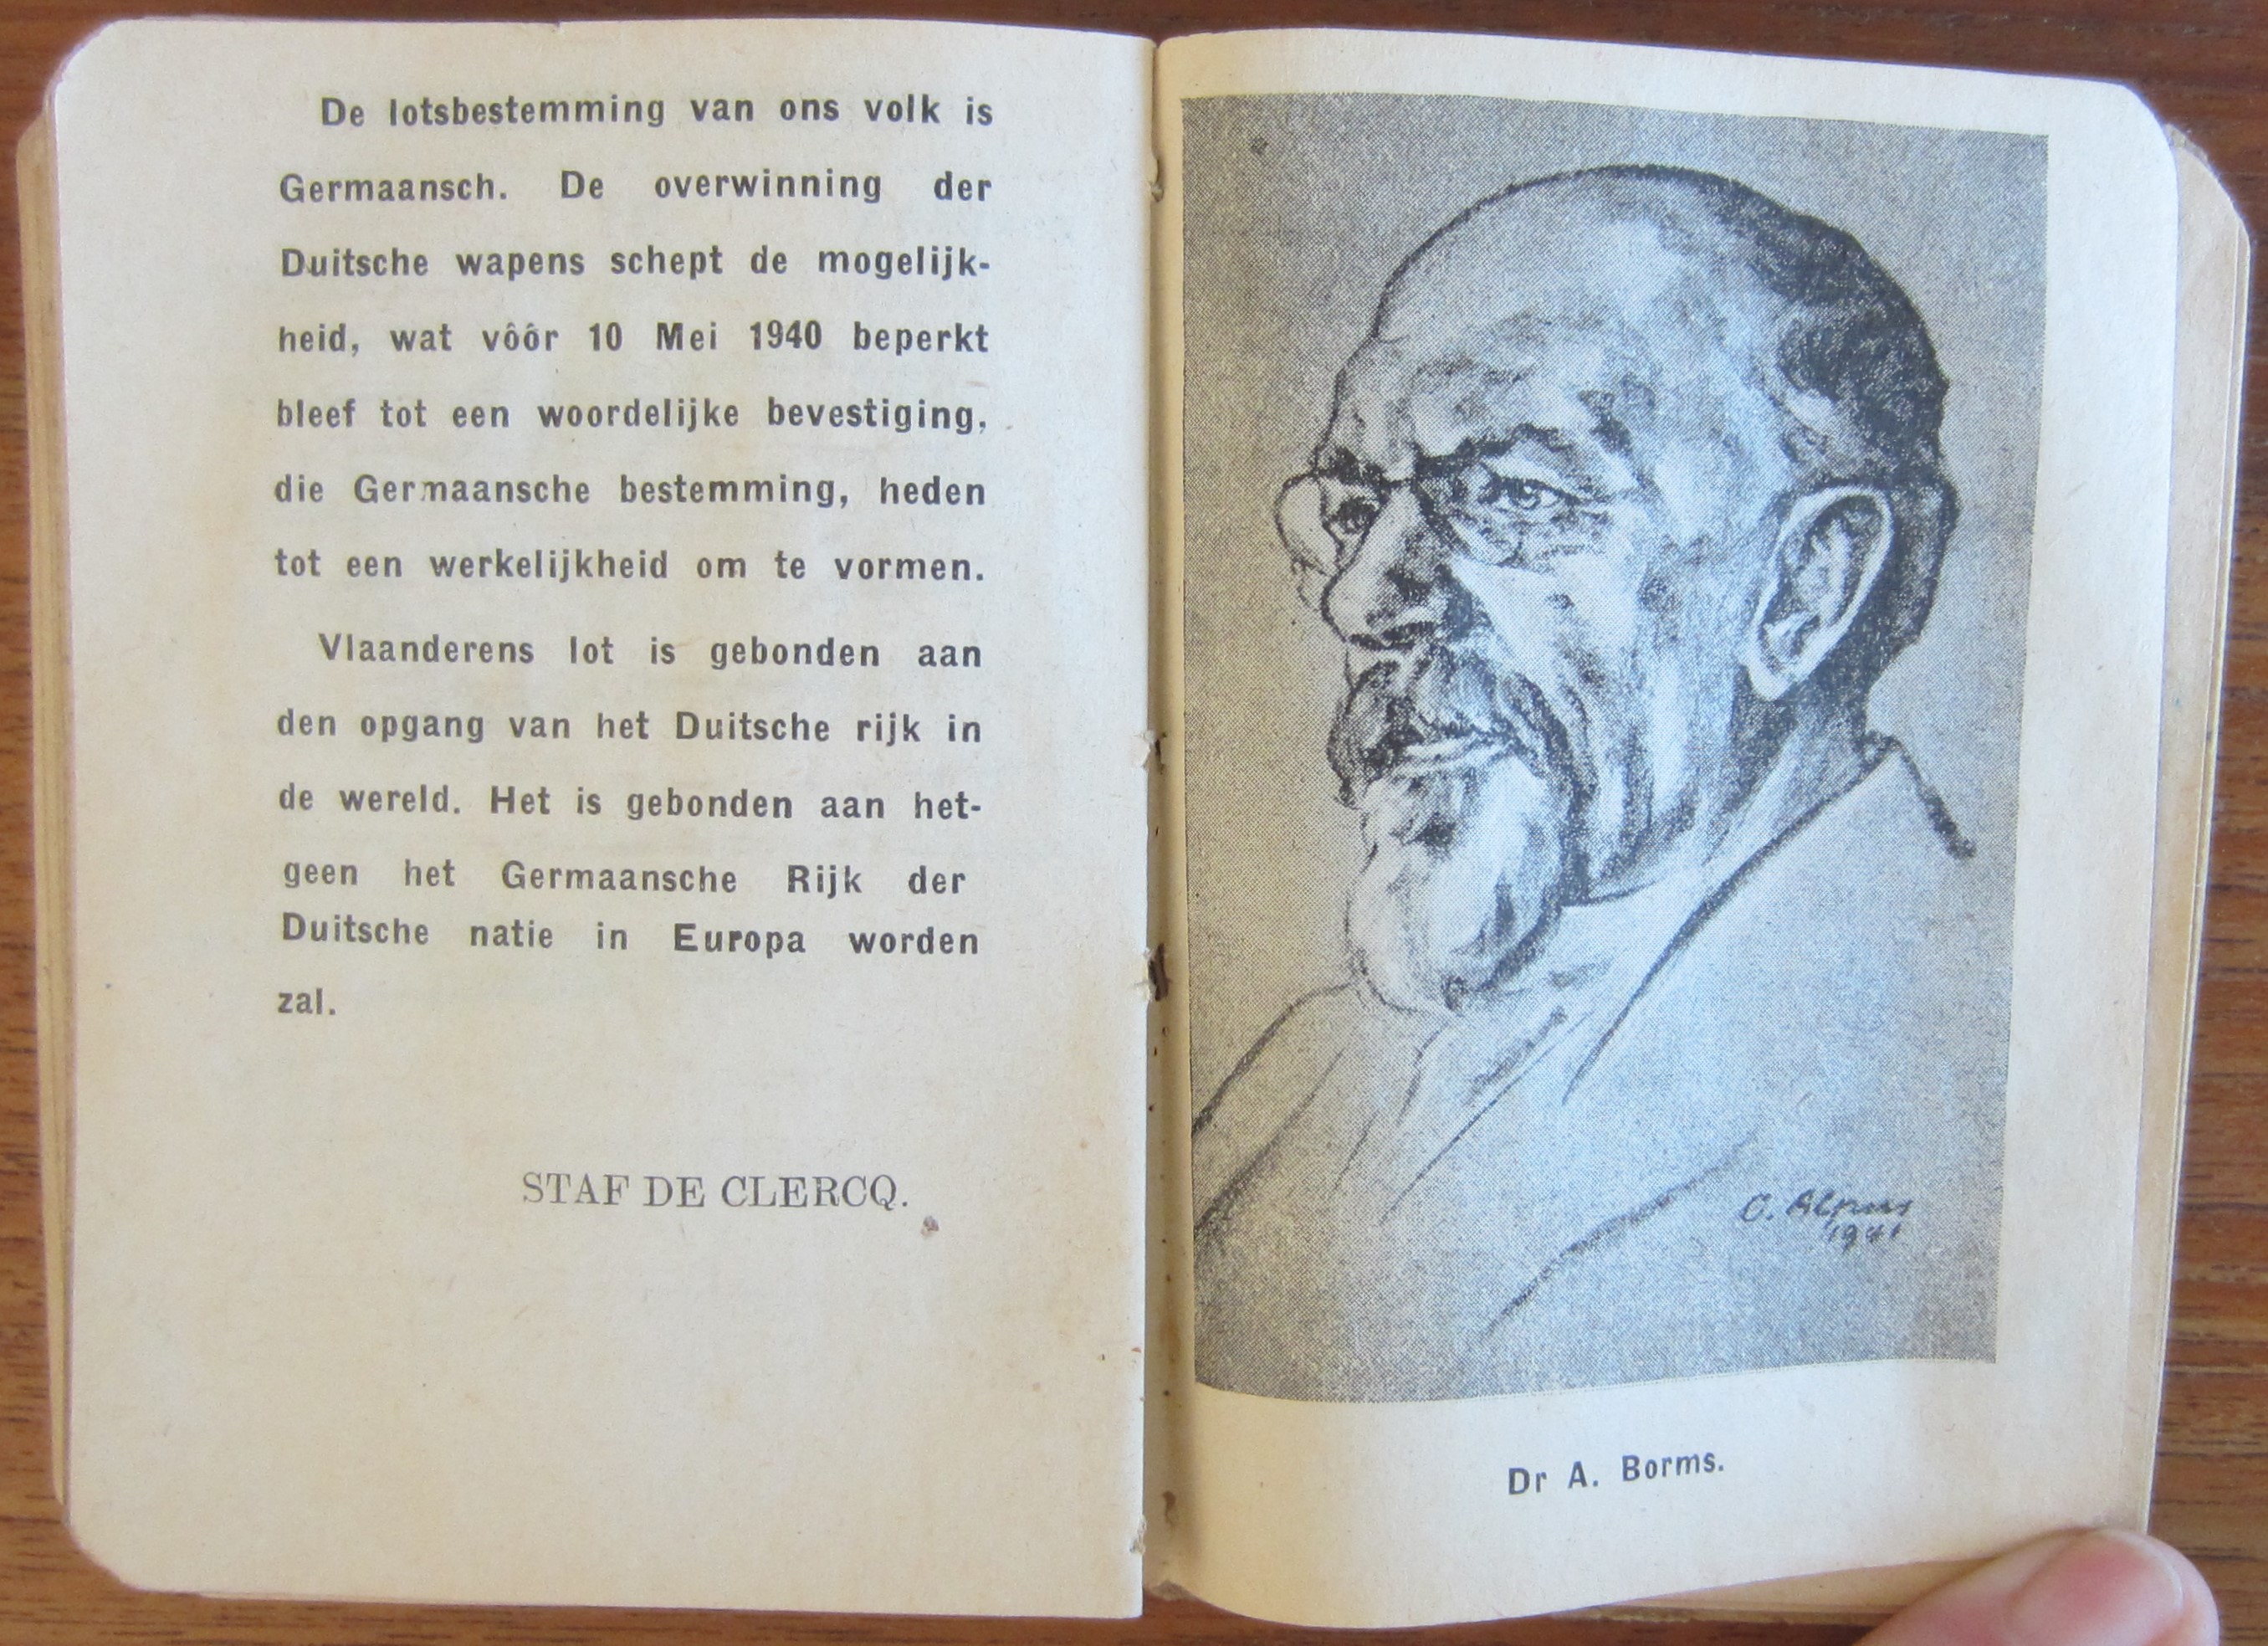 De lotsbestemming van ons volk is
Germaansch. De overwinning der
Duitsche wapens schept de mogelijk-
heid, wat vôôr 10 Mei 1940 beperkt
bleef tot een woordelijke bevestiging,
die Germaansche bestemming, heden
tot een werkelijkheid om te vormen.
Vlaanderens lot is gebonden aan
den opgang van het Duitsche rijk in
de wereld. Het is gebonden aan het-
geen het Germaansche Rijk der
Duitsche natie in Europa worden
zal.
STAF DE CLERCQ.
C.
1941
Dr A. Borms.